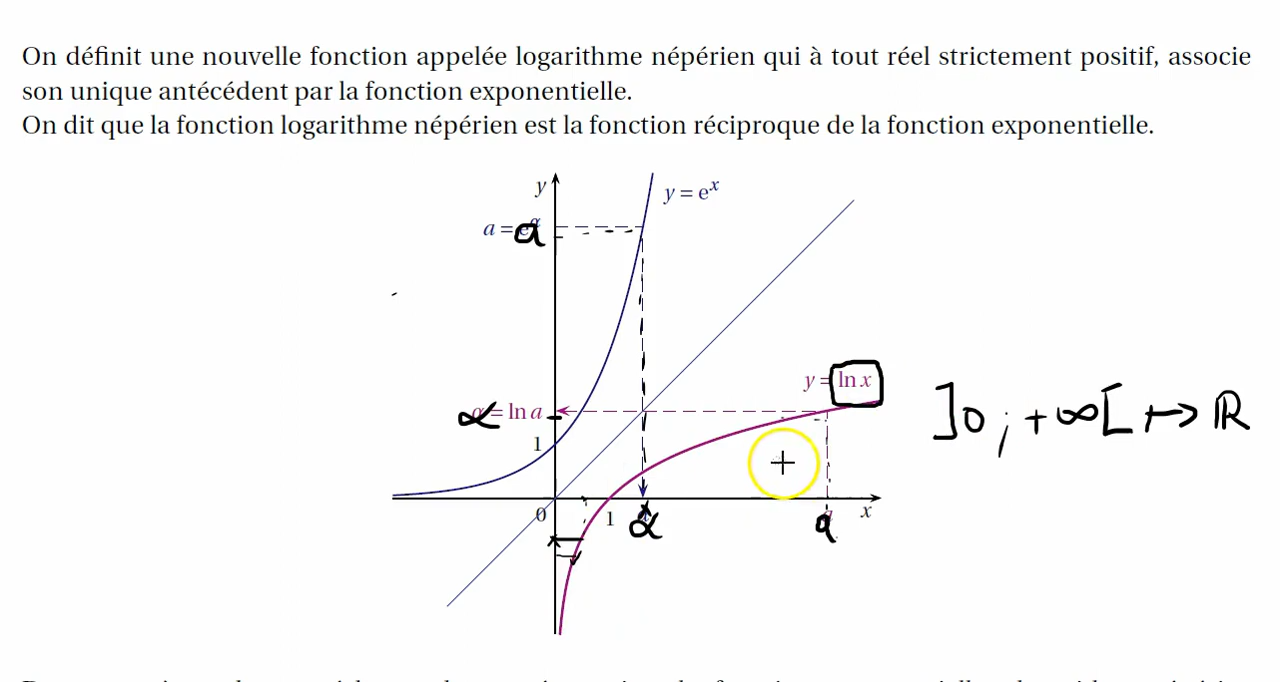 On définit une nouvelle fonction appelée logarithme népérien qui à tout réel strictement positif, associe
son unique antécédent par la fonction exponentielle.
On dit que la fonction logarithme népérien est la fonction réciproque de la fonction exponentielle.
y
y = eˣ
a = a
y = ln x
α = ln a
]0 ; +∞[ ↦ ℝ
1
0
1
α
a
x